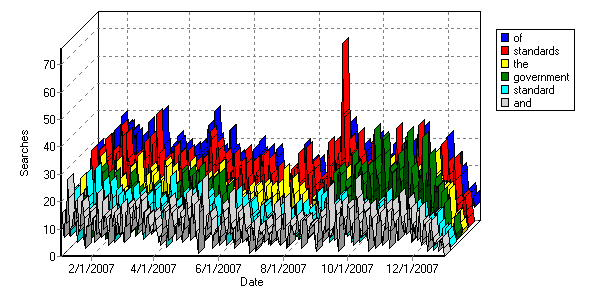 70
60
50
40
30
20
10
0
Searches
2/1/2007 4/1/2007 6/1/2007 8/1/2007 10/1/2007 12/1/2007
Date
of
standards
the
government
standard
and